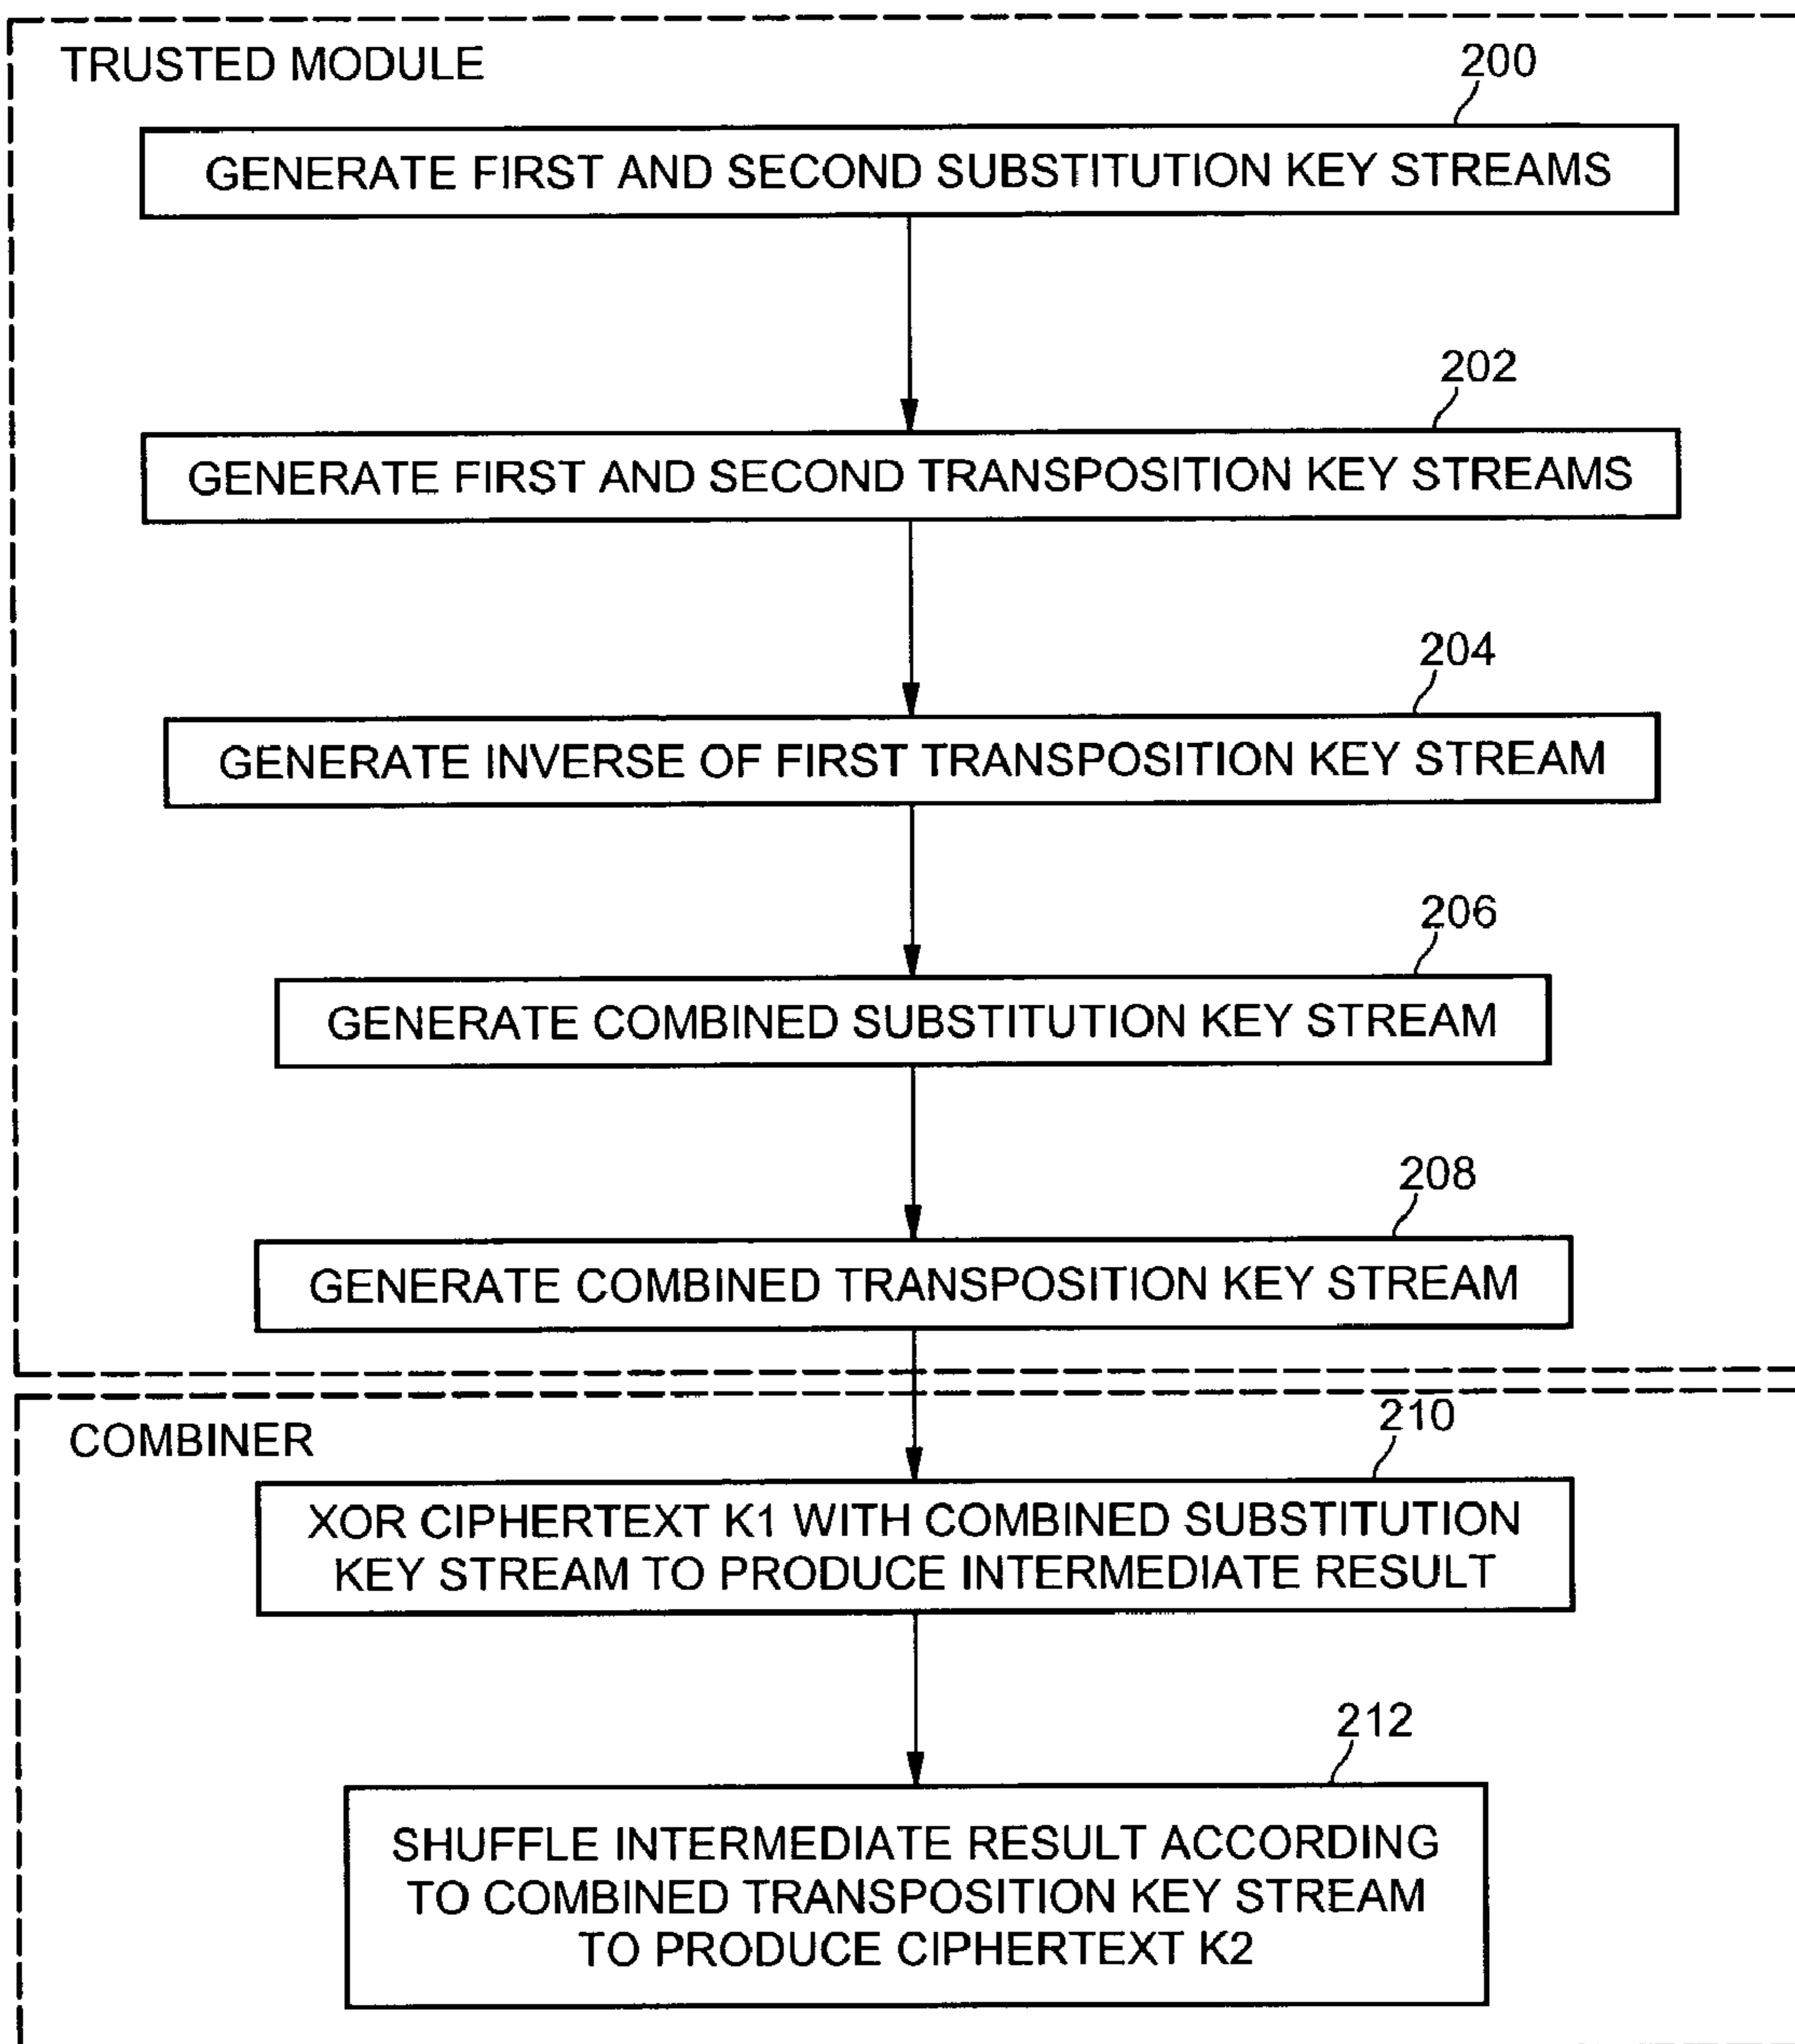 TRUSTED MODULE
200
GENERATE FIRST AND SECOND SUBSTITUTION KEY STREAMS
202
GENERATE FIRST AND SECOND TRANSPOSITION KEY STREAMS
204
GENERATE INVERSE OF FIRST TRANSPOSITION KEY STREAM
206
GENERATE COMBINED SUBSTITUTION KEY STREAM
208
GENERATE COMBINED TRANSPOSITION KEY STREAM
COMBINER
210
XOR CIPHERTEXT K1 WITH COMBINED SUBSTITUTION
KEY STREAM TO PRODUCE INTERMEDIATE RESULT
212
SHUFFLE INTERMEDIATE RESULT ACCORDING
TO COMBINED TRANSPOSITION KEY STREAM
TO PRODUCE CIPHERTEXT K2